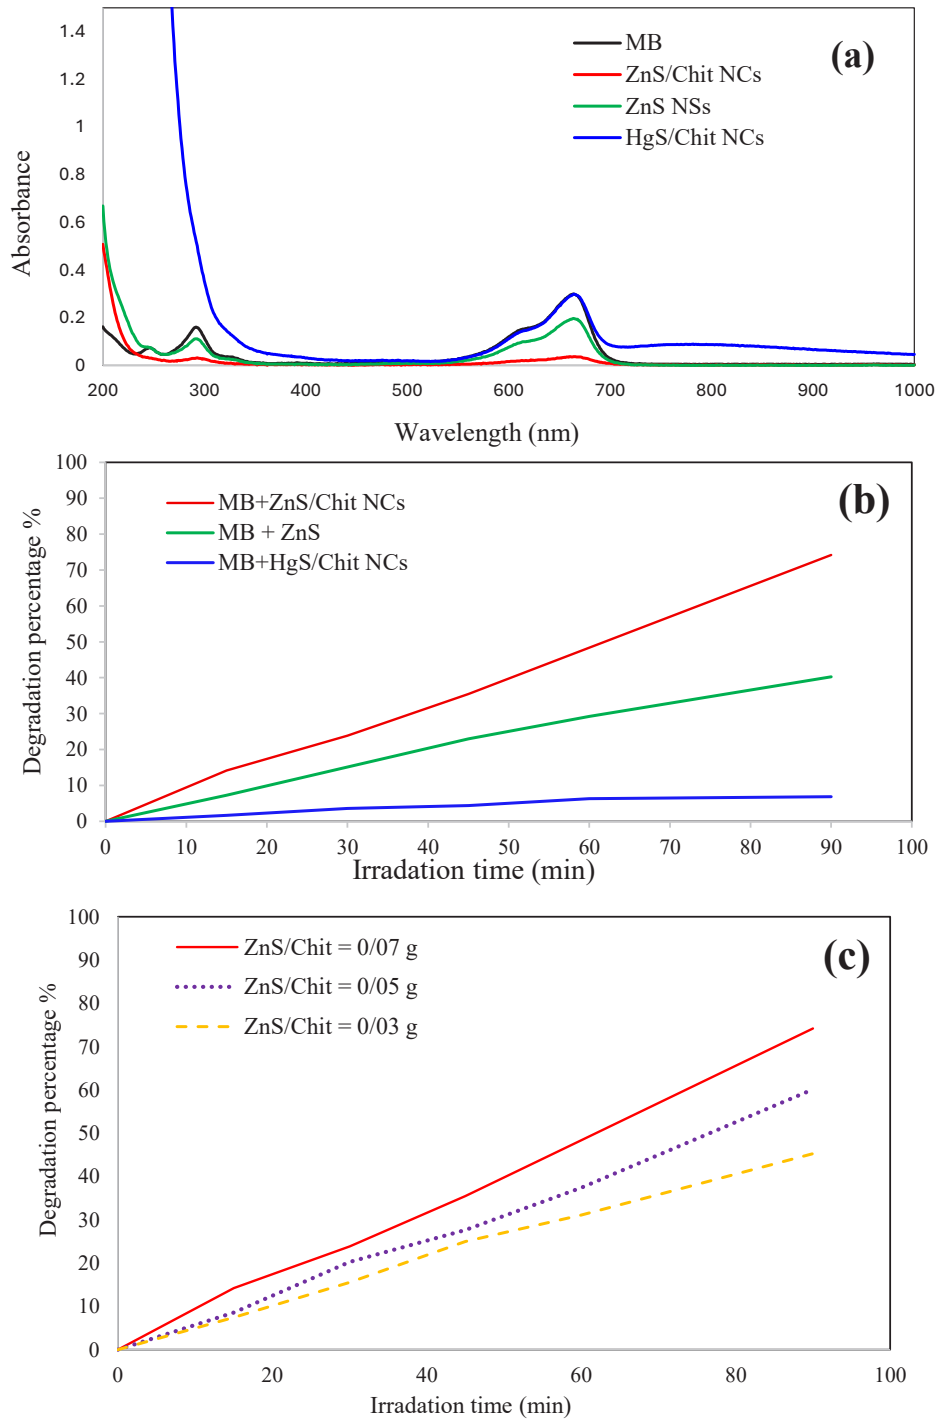 (a)
MB
ZnS/Chit NCs
ZnS NSs
HgS/Chit NCs
Absorbance
1.4
1.2
1
0.8
0.6
0.4
0.2
0
200 300 400 500 600 700 800 900 1000
Wavelength (nm)
(b)
MB+ZnS/Chit NCs
MB + ZnS
MB+HgS/Chit NCs
Degradation percentage %
100
90
80
70
60
50
40
30
20
10
0
0 10 20 30 40 50 60 70 80 90 100
Irradation time (min)
(c)
ZnS/Chit = 0/07 g
ZnS/Chit = 0/05 g
ZnS/Chit = 0/03 g
Degradation percentage %
100
90
80
70
60
50
40
30
20
10
0
0 20 40 60 80 100
Irradation time (min)